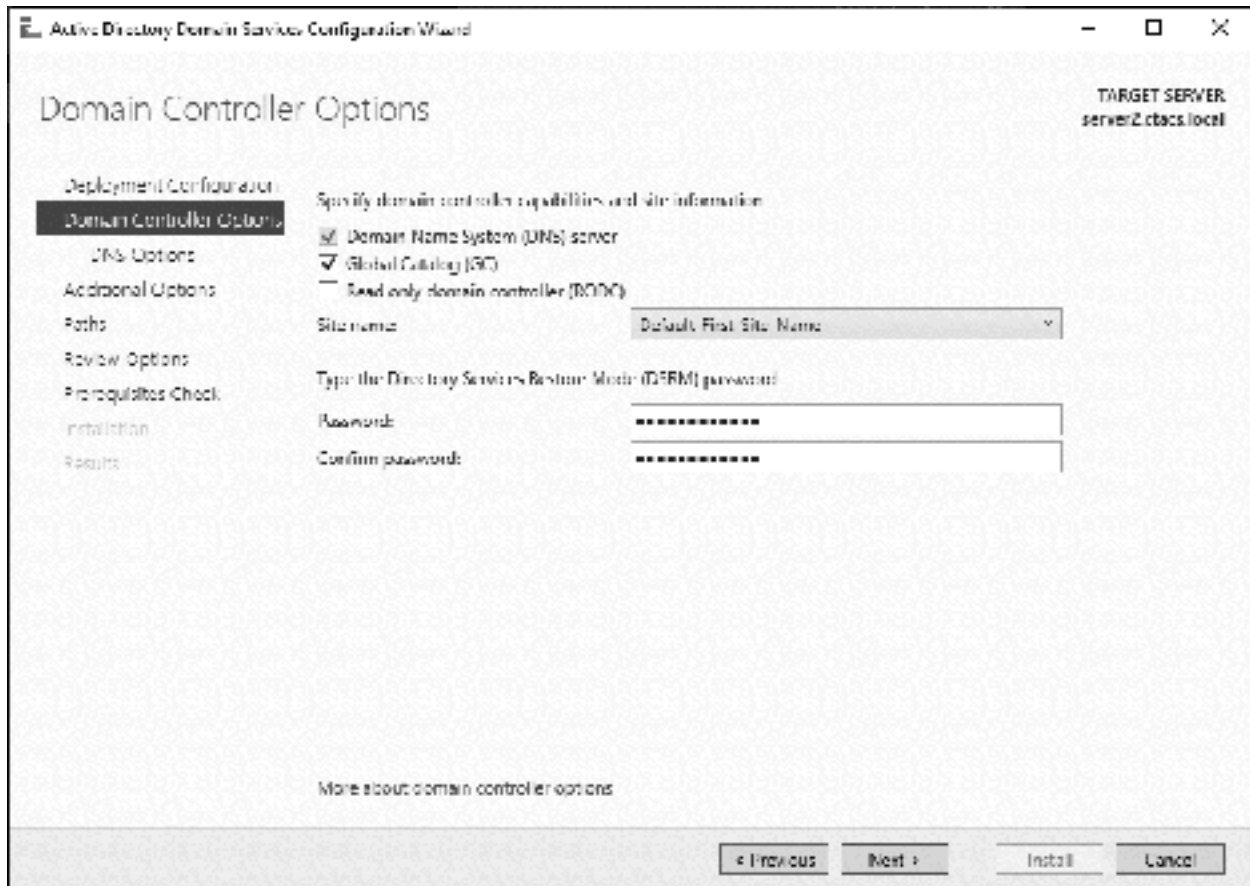 Active Directory Domain Services Configuration Wizard
Domain Controller Options
TARGET SERVER
server2.ctacs.local
Deployment Configuration
Domain Controller Options
DNS Options
Additional Options
Paths
Review Options
Prerequisites Check
Installation
Results
Specify domain controller capabilities and site information
Domain Name System (DNS) server
Global Catalog (GC)
Read only domain controller (RODC)
Site name:
Default-First-Site-Name
Type the Directory Services Restore Mode (DSRM) password
Password:
••••••••••••
Confirm password:
••••••••••••
More about domain controller options
< Previous
Next >
Install
Cancel